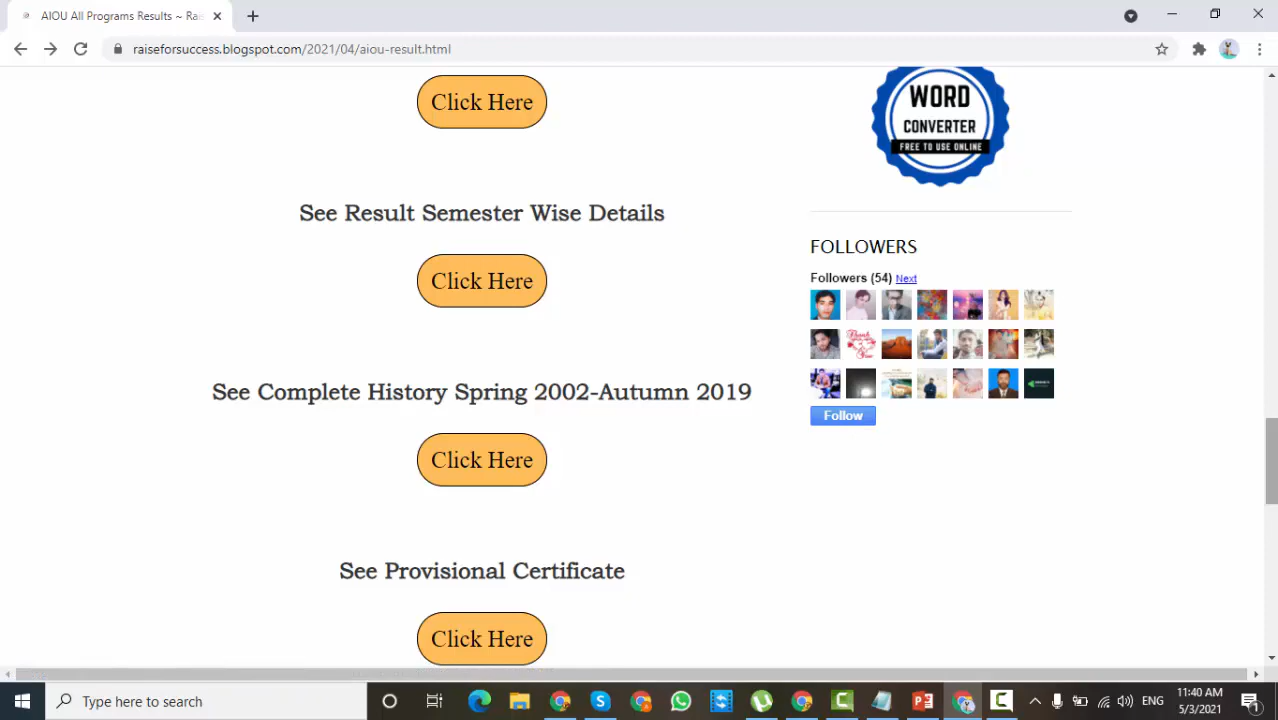 AIOU All Programs Results ~ Rai
raiseforsuccess.blogspot.com/2021/04/aiou-result.html
Click Here
WORD
CONVERTER
FREE TO USE ONLINE
See Result Semester Wise Details
Click Here
FOLLOWERS
Followers (54) Next
See Complete History Spring 2002-Autumn 2019
Follow
Click Here
See Provisional Certificate
Click Here
Type here to search
ENG
11:40 AM
5/3/2021
1